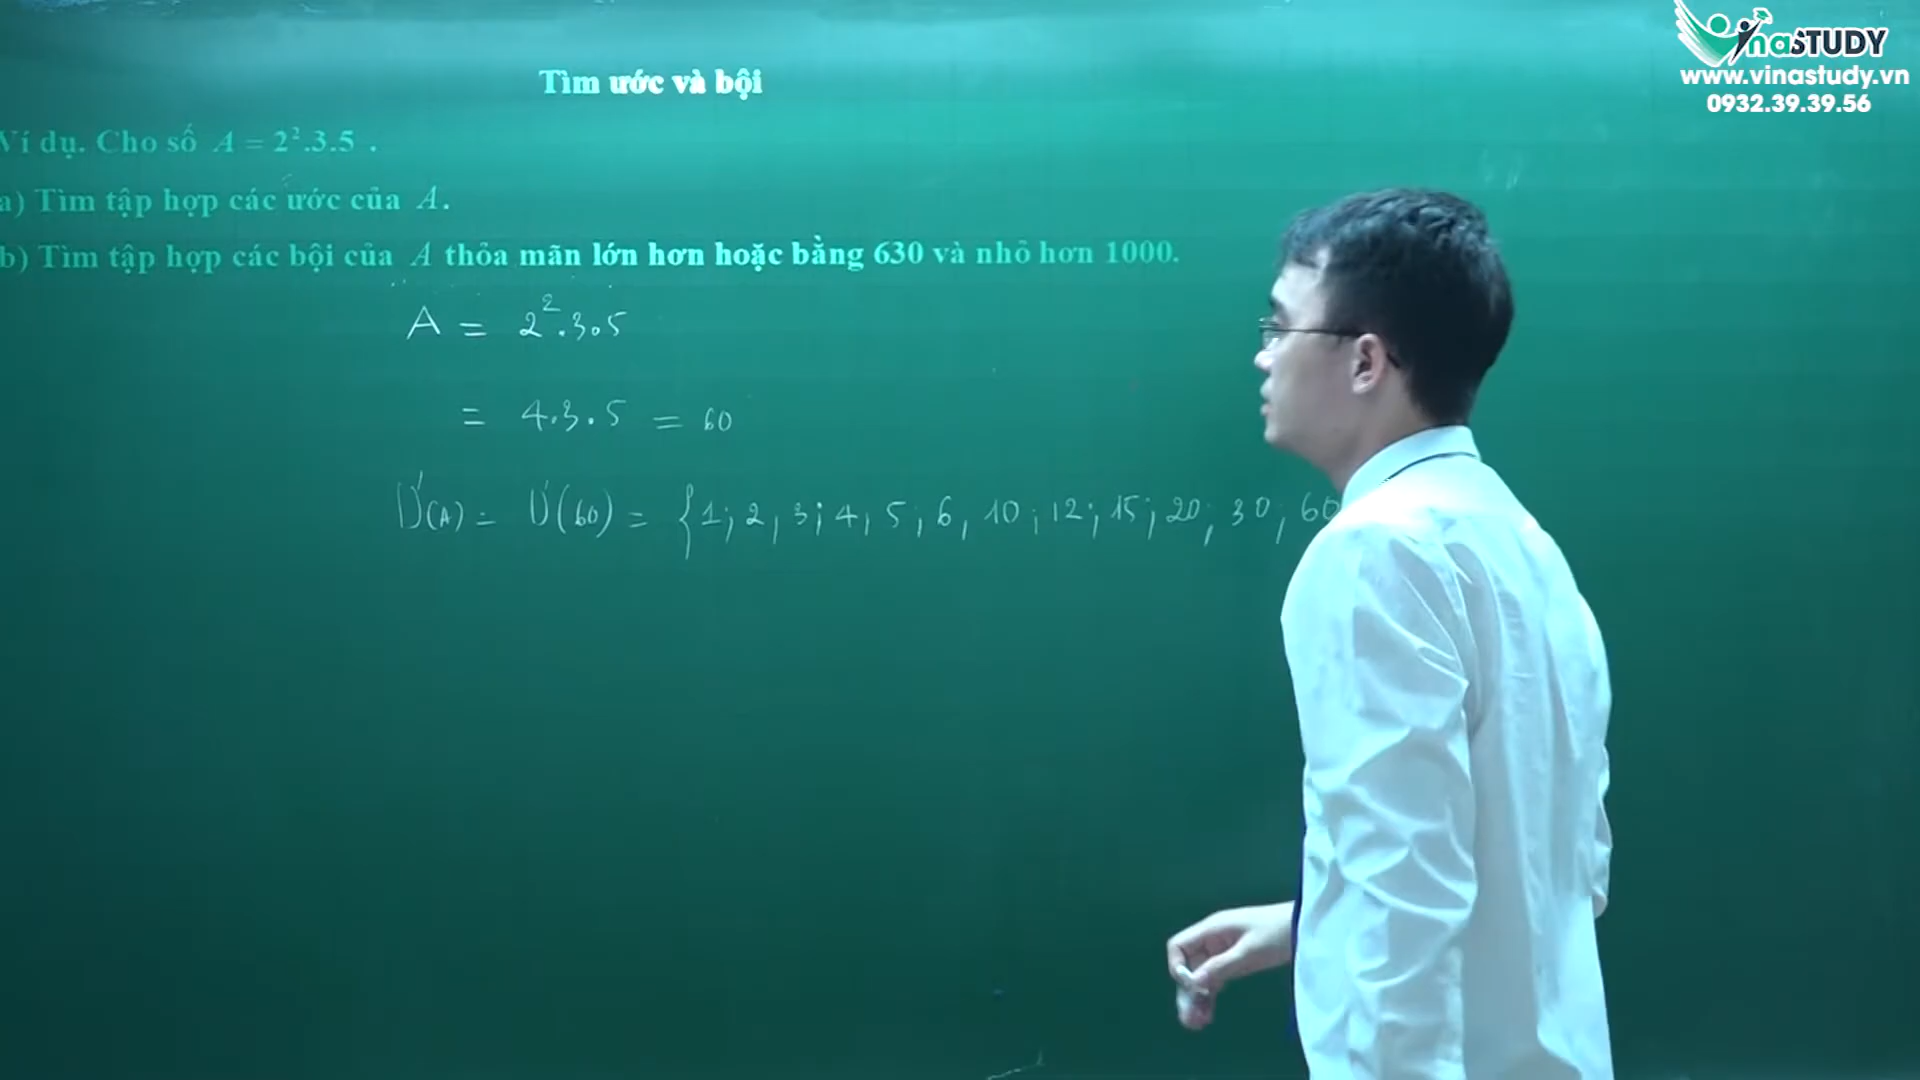 VinaSTUDY
www.vinastudy.vn
0932.39.39.56
Tìm ước và bội
Ví dụ. Cho số A = 2².3.5 .
a) Tìm tập hợp các ước của A.
b) Tìm tập hợp các bội của A thỏa mãn lớn hơn hoặc bằng 630 và nhỏ hơn 1000.
A = 2².3.5
= 4.3.5 = 60
Ư(A) = Ư(60) = {1; 2; 3; 4; 5; 6; 10; 12; 15; 20; 30; 60